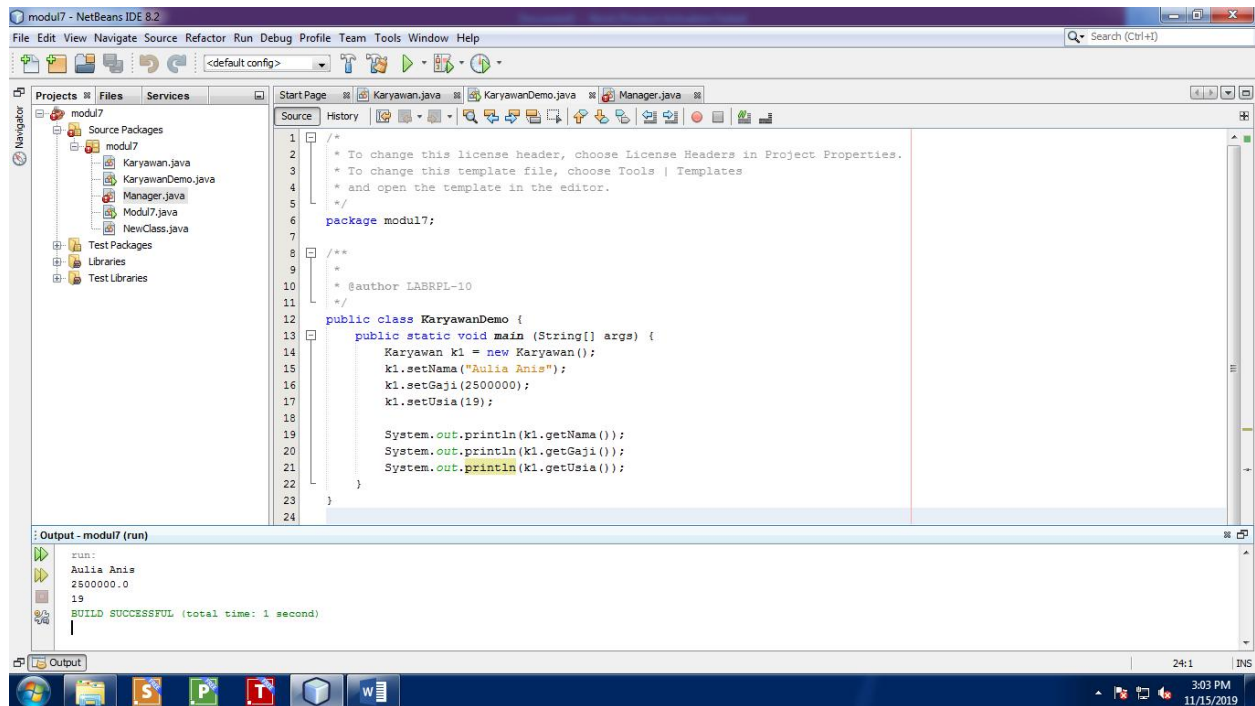 modul7 - NetBeans IDE 8.2
File Edit View Navigate Source Refactor Run Debug Profile Team Tools Window Help
Search (Ctrl+I)
<default config>
Projects Files Services
Start Page Karyawan.java KaryawanDemo.java Manager.java
Navigator
modul7
Source Packages
modul7
Karyawan.java
KaryawanDemo.java
Manager.java
Modul7.java
NewClass.java
Test Packages
Libraries
Test Libraries
Source History
1 /*
2 * To change this license header, choose License Headers in Project Properties.
3 * To change this template file, choose Tools | Templates
4 * and open the template in the editor.
5 */
6 package modul7;
7
8 /**
9 *
10 * @author LABRPL-10
11 */
12 public class KaryawanDemo {
13 public static void main (String[] args) {
14 Karyawan k1 = new Karyawan();
15 k1.setNama("Aulia Anis");
16 k1.setGaji(2500000);
17 k1.setUsia(19);
18
19 System.out.println(k1.getNama());
20 System.out.println(k1.getGaji());
21 System.out.println(k1.getUsia());
22 }
23 }
24
Output - modul7 (run)
run:
Aulia Anis
2500000.0
19
BUILD SUCCESSFUL (total time: 1 second)
Output
24:1 INS
S P T W
3:03 PM
11/15/2019